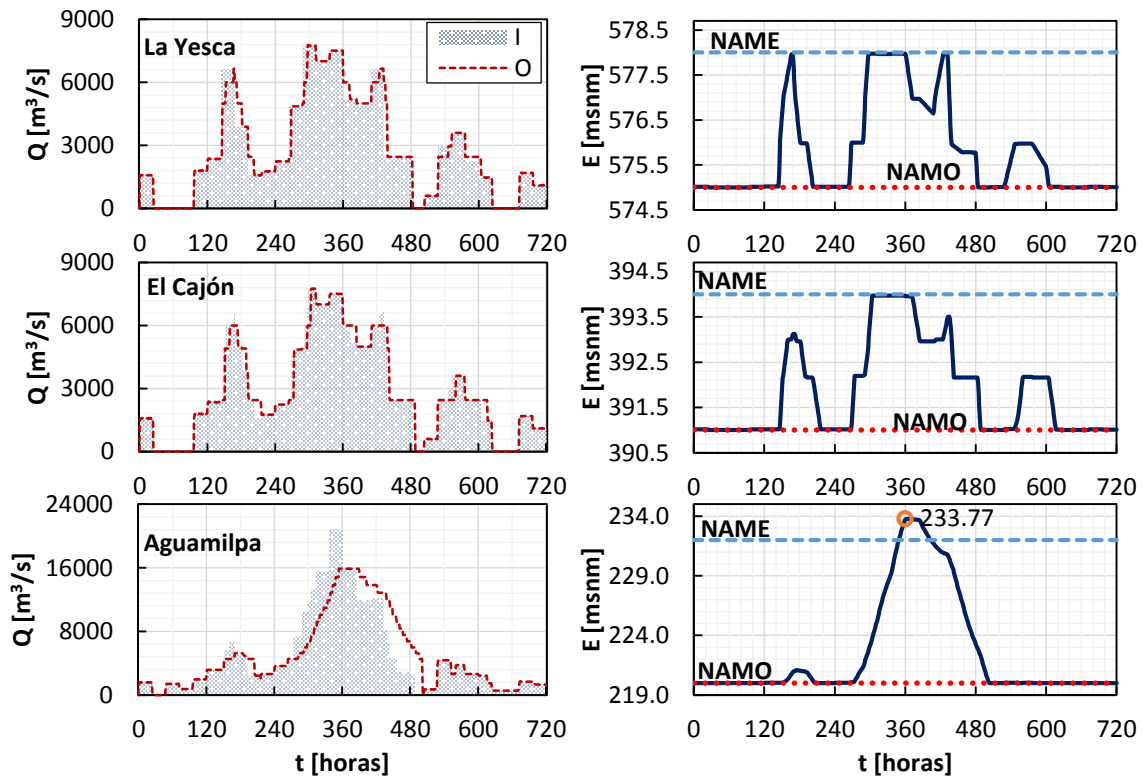 Q [m³/s]
9000
6000
3000
0
La Yesca
I
O
0 120 240 360 480 600 720
E [msnm]
578.5
576.5
575.5
574.5
NAME
NAMO
0 120 240 360 480 600 720
Q [m³/s]
9000
6000
3000
0
El Cajón
0 120 240 360 480 600 720
E [msnm]
394.5
393.5
392.5
391.5
390.5
NAME
NAMO
0 120 240 360 480 600 720
Q [m³/s]
24000
16000
8000
0
Aguamilpa
0 120 240 360 480 600 720
t [horas]
E [msnm]
234.0
229.0
224.0
219.0
NAME
NAMO
233.77
0 120 240 360 480 600 720
t [horas]